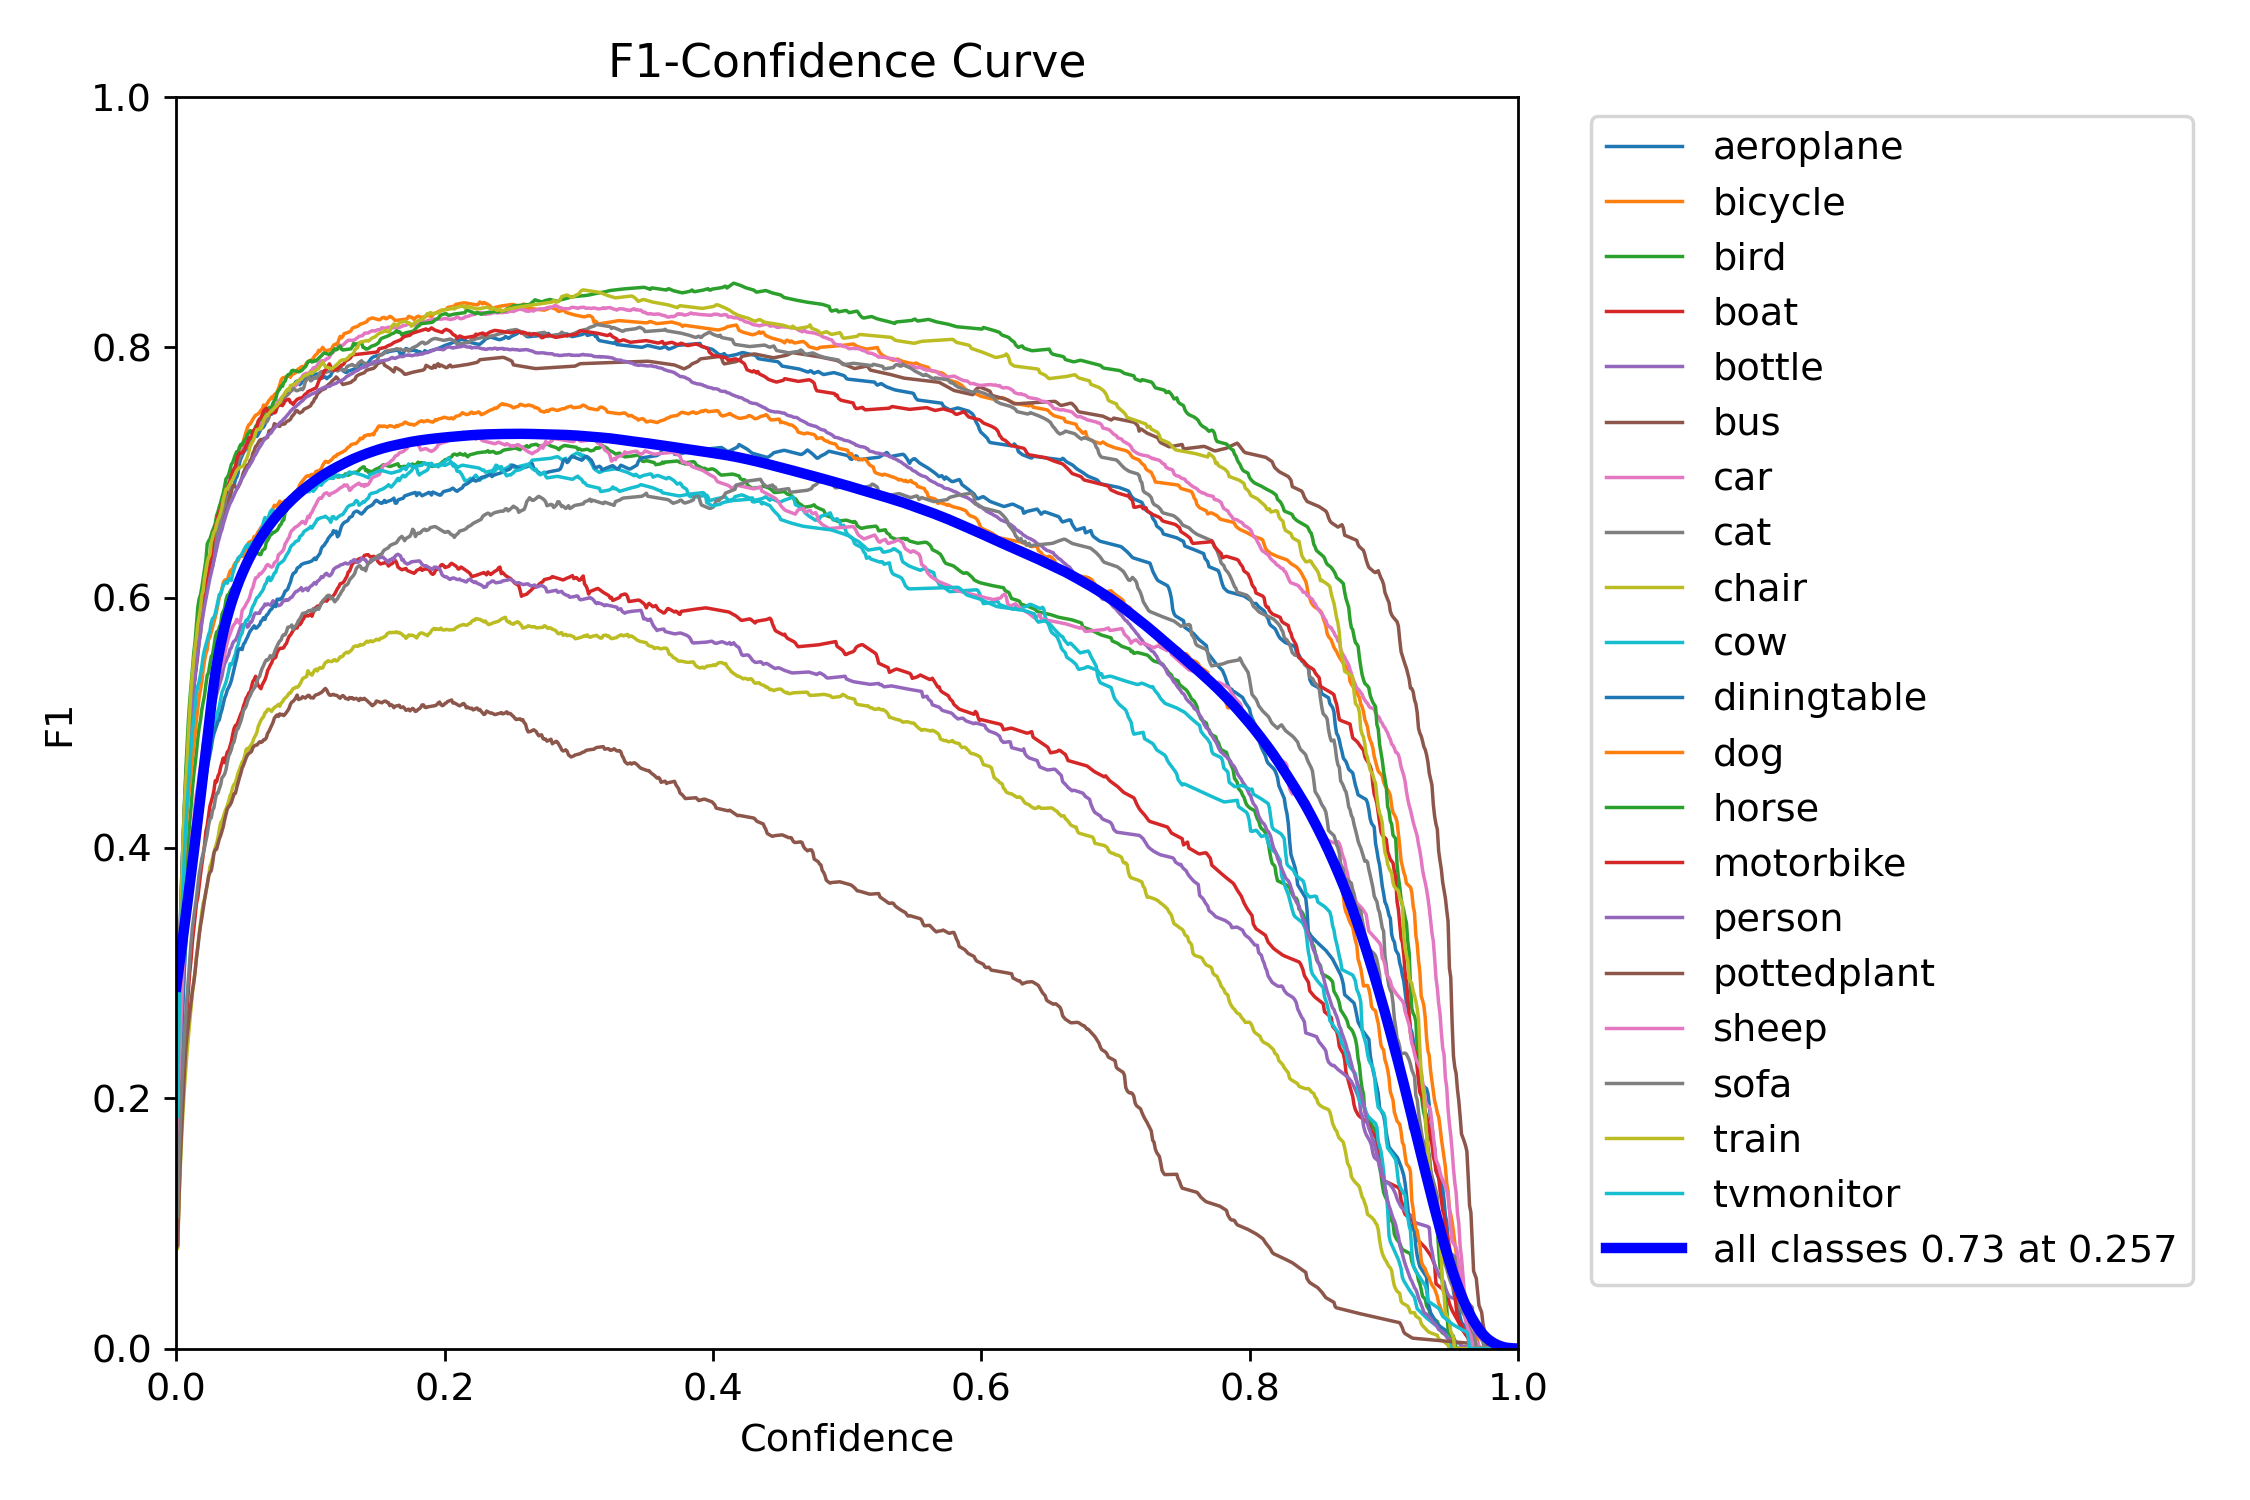 F1-Confidence Curve
1.0
0.8
0.6
0.4
0.2
0.0
F1
0.0 0.2 0.4 0.6 0.8 1.0
Confidence
aeroplane
bicycle
bird
boat
bottle
bus
car
cat
chair
cow
diningtable
dog
horse
motorbike
person
pottedplant
sheep
sofa
train
tvmonitor
all classes 0.73 at 0.257